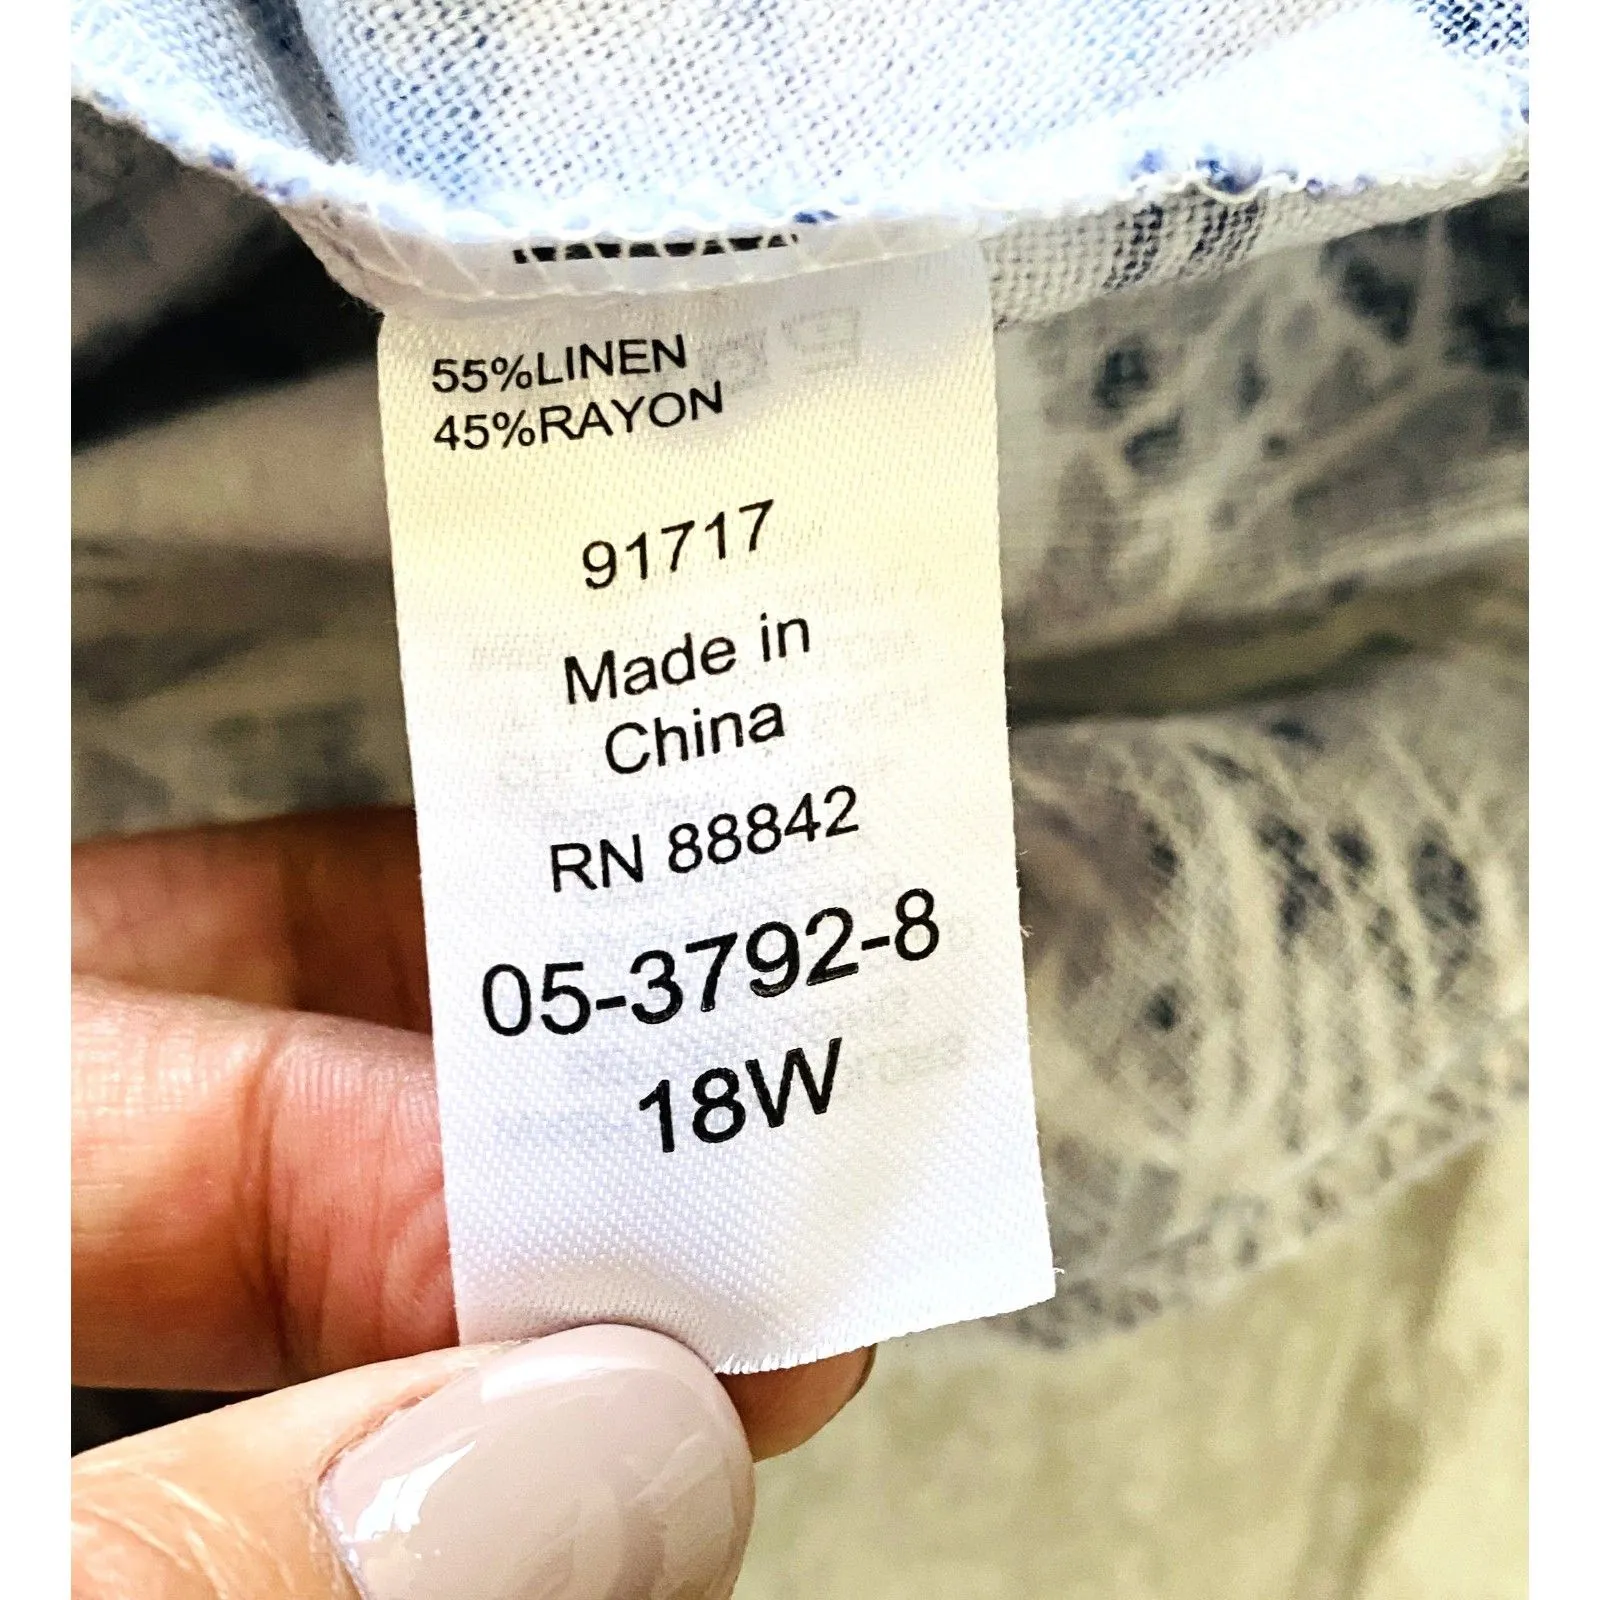 55%LINEN
45%RAYON
91717
Made in
China
RN 88842
05-3792-8
18W